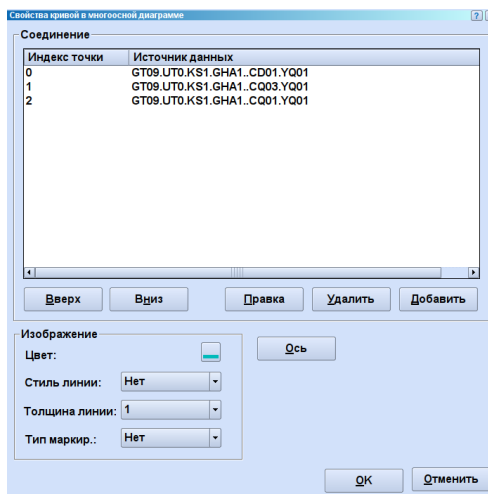 Свойства кривой в многоосной диаграмме
Соединение
Индекс точки Источник данных
0 GT09.UT0.KS1.GHA1..CD01.YQ01
1 GT09.UT0.KS1.GHA1..CQ03.YQ01
2 GT09.UT0.KS1.GHA1..CQ01.YQ01
Вверх Вниз Правка Удалить Добавить
Изображение
Цвет:
Ось
Стиль линии: Нет
Толщина линии: 1
Тип маркир.: Нет
OK Отменить